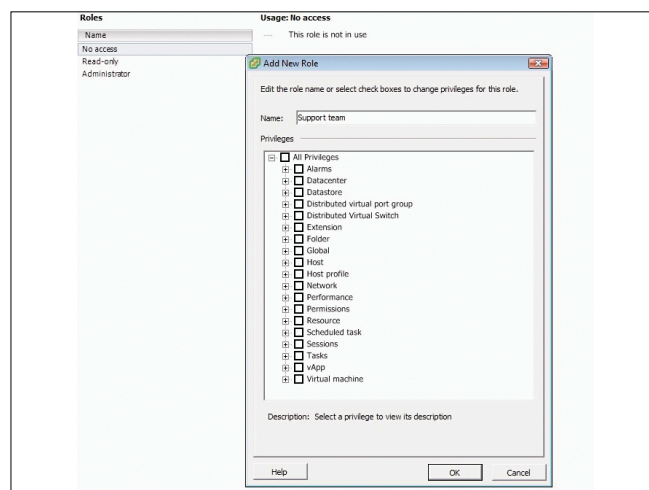 Roles
Usage: No access
Name
This role is not in use
No access
Read-only
Administrator
Add New Role
Edit the role name or select check boxes to change privileges for this role.
Name: Support team
Privileges
All Privileges
Alarms
Datacenter
Datastore
Distributed virtual port group
Distributed Virtual Switch
Extension
Folder
Global
Host
Host profile
Network
Performance
Permissions
Resource
Scheduled task
Sessions
Tasks
vApp
Virtual machine
Description: Select a privilege to view its description
Help
OK
Cancel